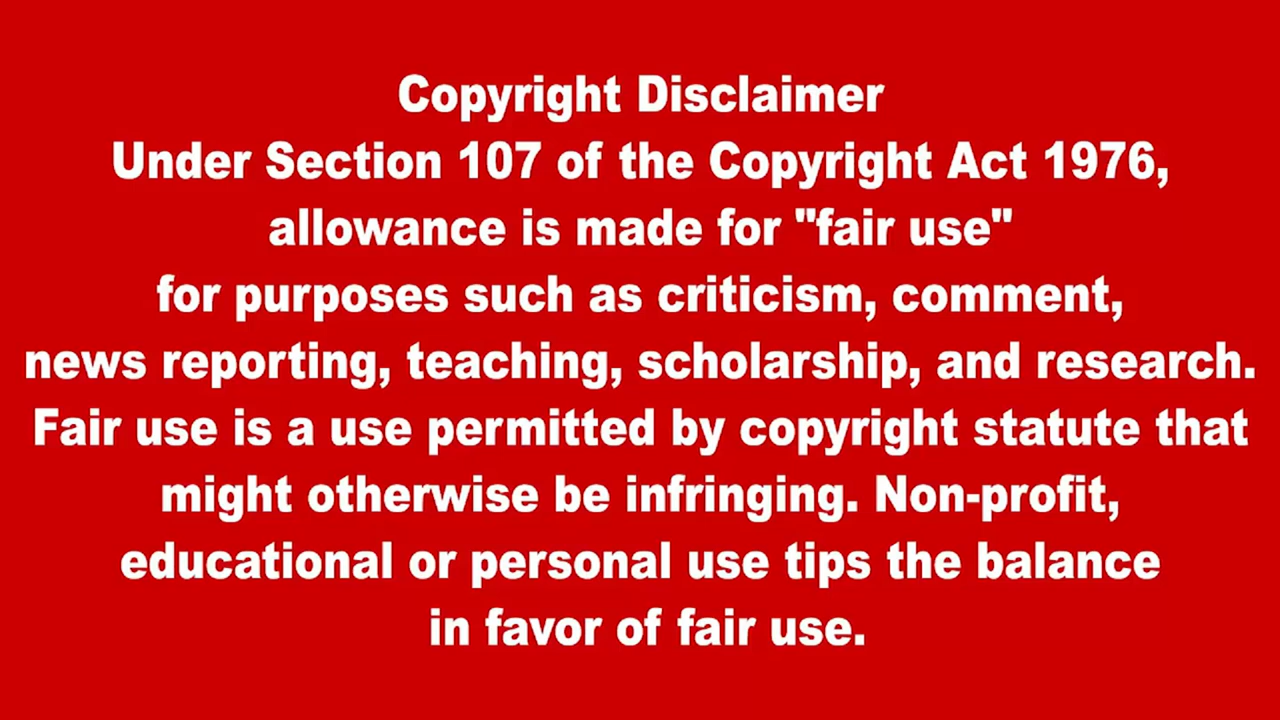 Copyright Disclaimer
Under Section 107 of the Copyright Act 1976,
allowance is made for "fair use"
for purposes such as criticism, comment,
news reporting, teaching, scholarship, and research.
Fair use is a use permitted by copyright statute that
might otherwise be infringing. Non-profit,
educational or personal use tips the balance
in favor of fair use.